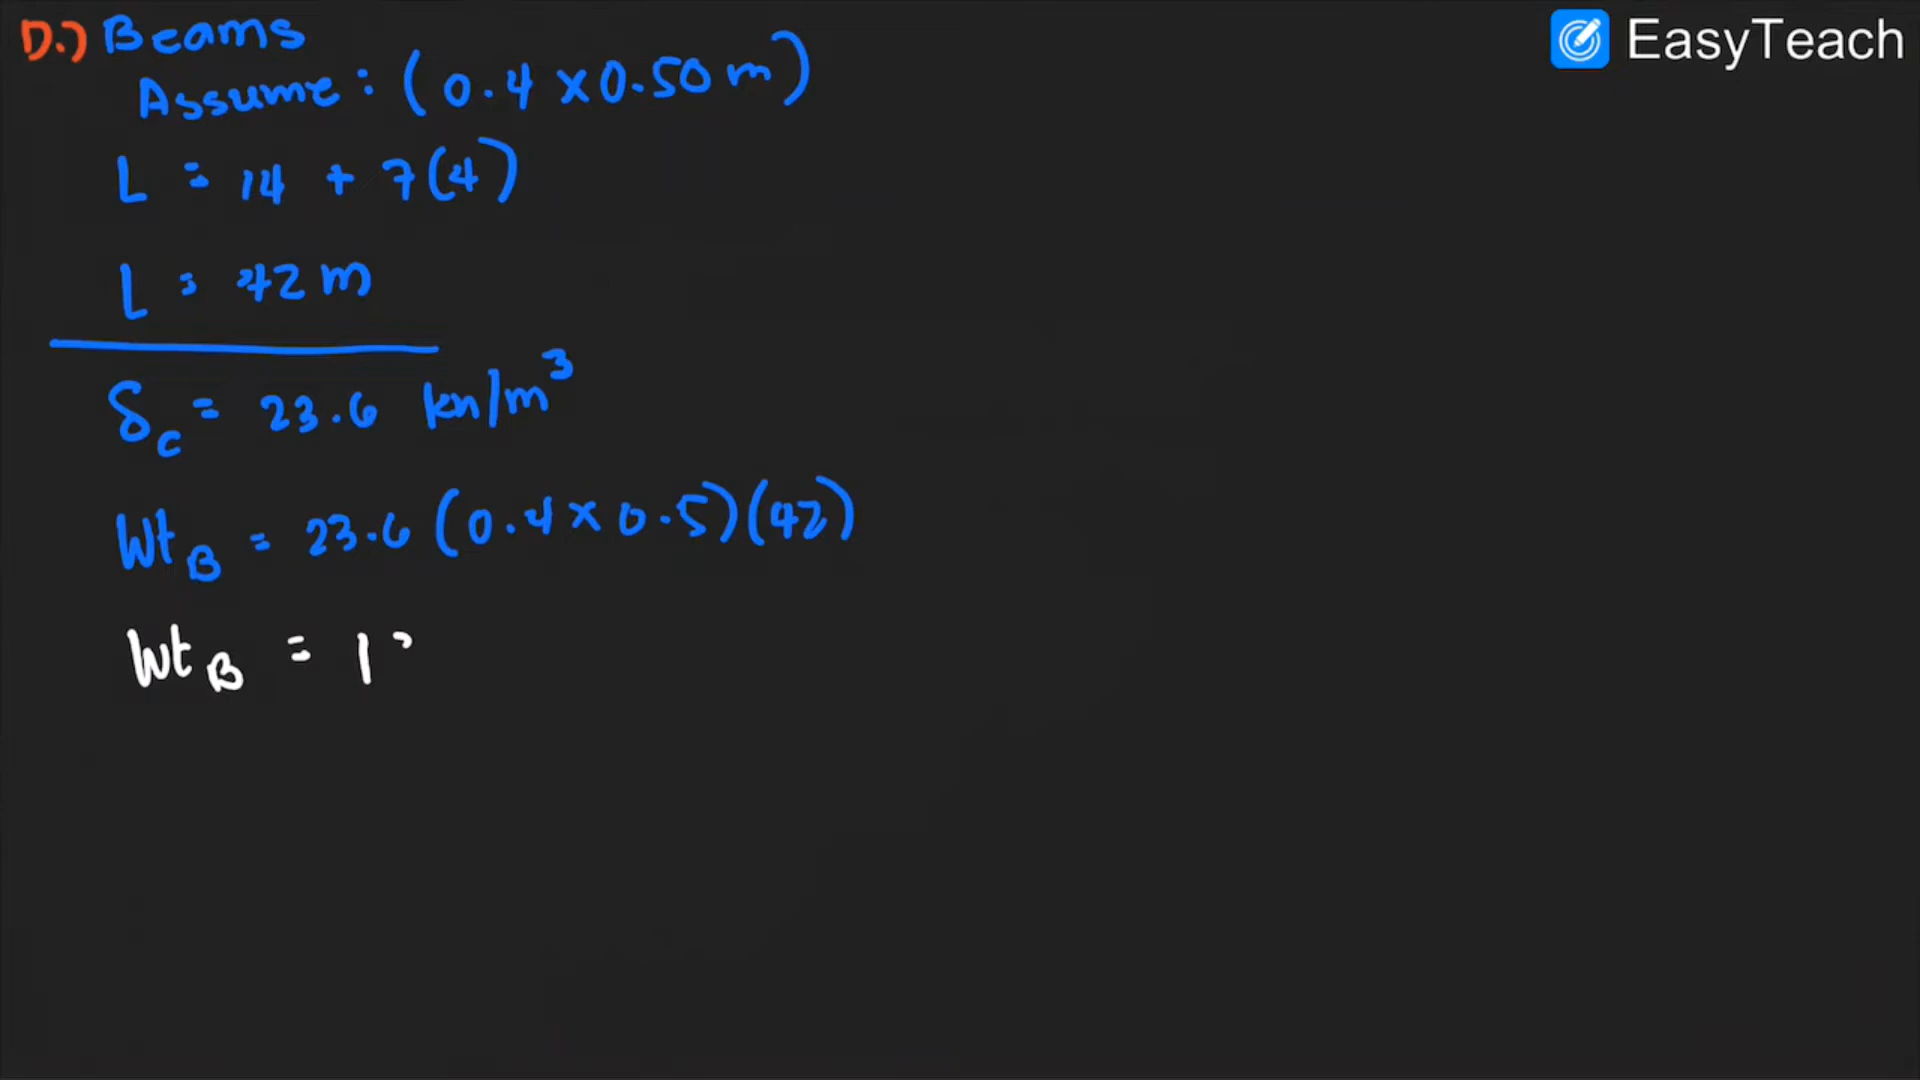 D.) Beams
EasyTeach
Assume: (0.4 x 0.50 m)
L = 14 + 7(4)
L = 42 m
δc = 23.6 kn/m³
WtB = 23.6 (0.4 x 0.5)(42)
WtB = 1